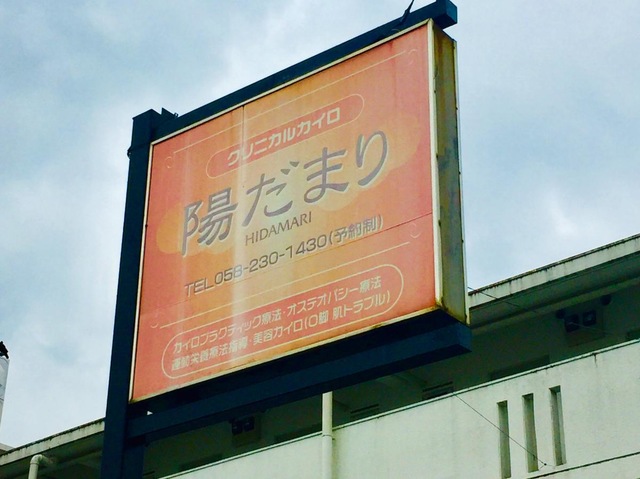 クリニカルカイロ
陽だまり
HIDAMARI
TEL058-230-1430(予約制)
カイロプラクティック療法・オステオパシー療法
運動栄養療法指導・美容カイロ(O脚 肌トラブル)